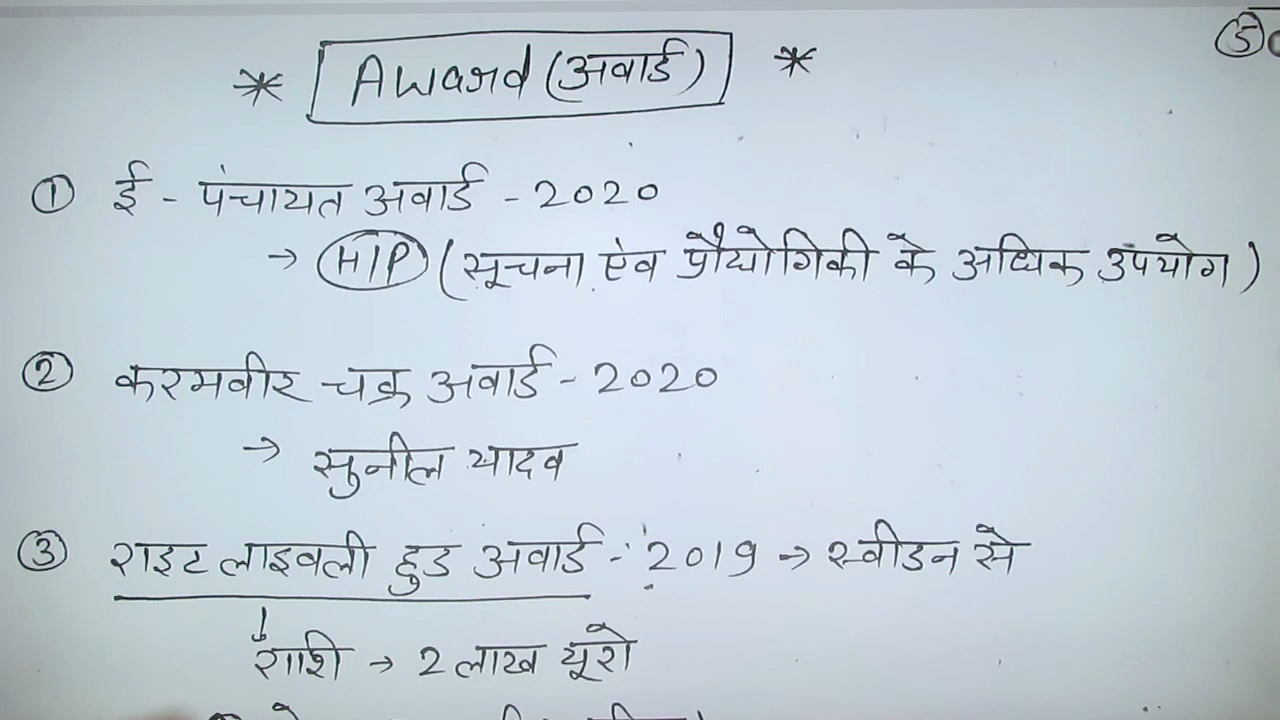 5
* Award (अवार्ड) *
① ई - पंचायत अवार्ड - 2020
→ HIP (सूचना एंव प्रौद्योगिकी के अधिक उपयोग)
② करमवीर चक्र अवार्ड - 2020
→ सुनील यादव
③ राइट लाइवली हुड अवार्ड - 2019 → स्वीडन से
राशि → 2 लाख यूरो